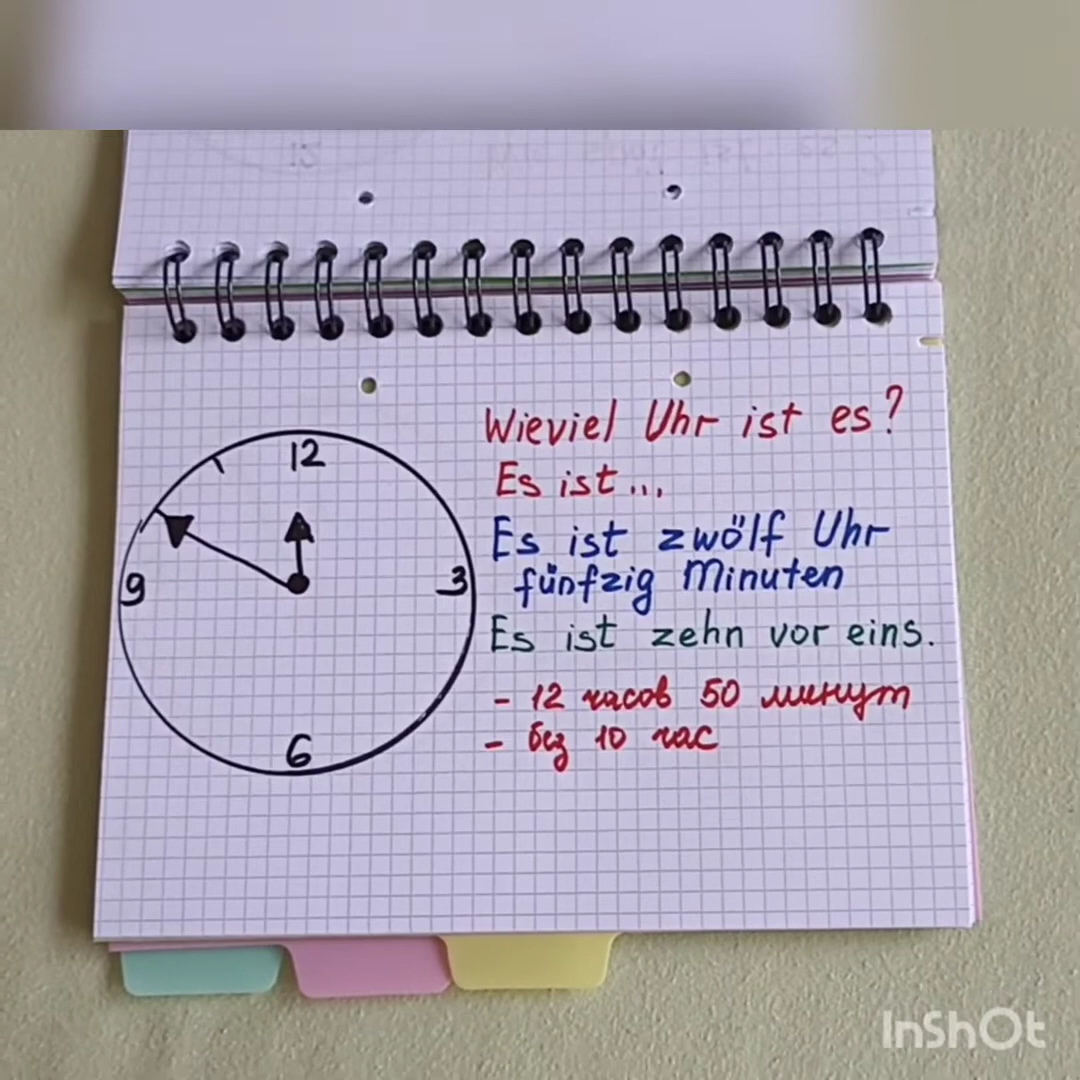 12
9
3
6
Wieviel Uhr ist es?
Es ist...
Es ist zwölf Uhr
fünfzig Minuten
Es ist zehn vor eins.
- 12 часов 50 минут
- без 10 час
InShOt